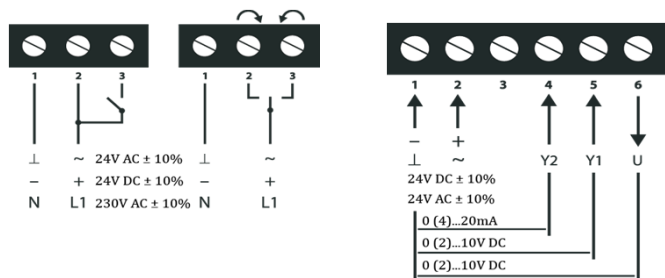 1 2 3
⊥ ~ 24V AC ± 10%
− + 24V DC ± 10%
N L1 230V AC ± 10%
1 2 3
⊥ ~
− +
N L1
1 2 3 4 5 6
− +
⊥ ~ Y2 Y1 U
24V DC ± 10%
24V AC ± 10%
0 (4)...20mA
0 (2)...10V DC
0 (2)...10V DC